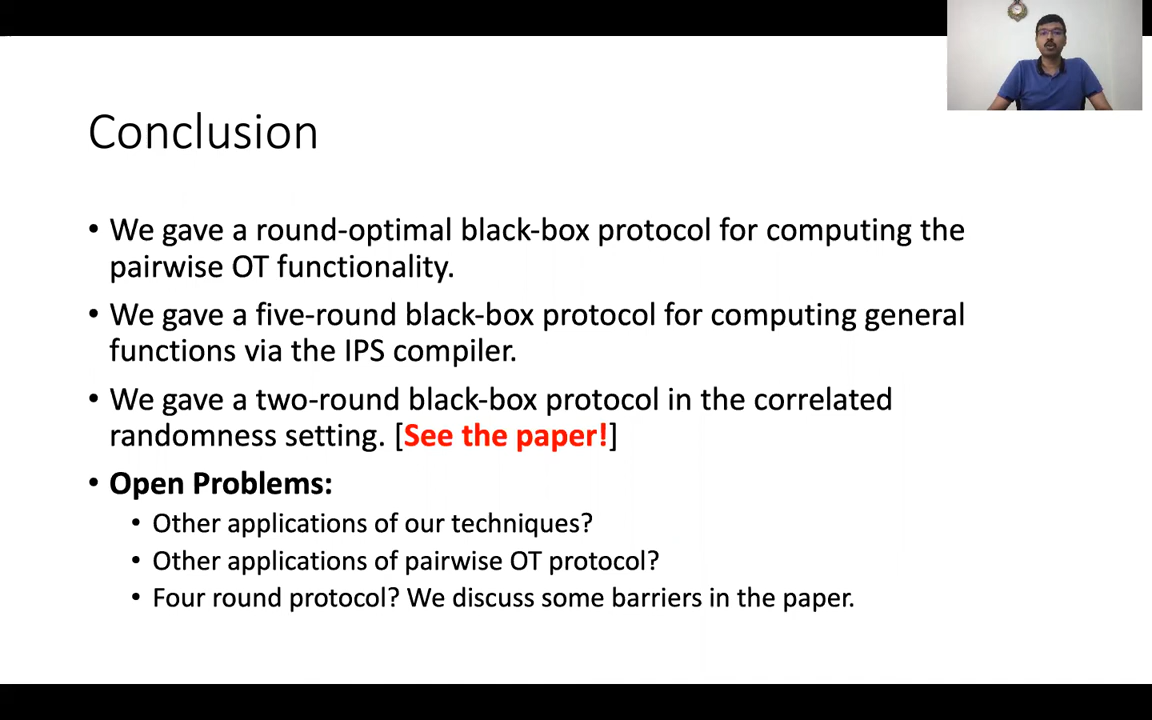 Conclusion
• We gave a round-optimal black-box protocol for computing the
pairwise OT functionality.
• We gave a five-round black-box protocol for computing general
functions via the IPS compiler.
• We gave a two-round black-box protocol in the correlated
randomness setting. [See the paper!]
• Open Problems:
• Other applications of our techniques?
• Other applications of pairwise OT protocol?
• Four round protocol? We discuss some barriers in the paper.